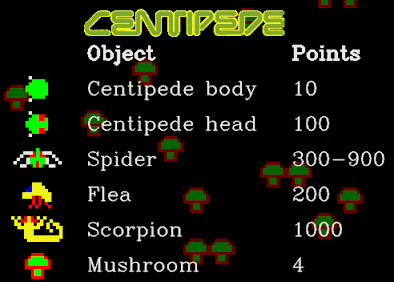 CENTIPEDE
Object Points
Centipede body 10
Centipede head 100
Spider 300-900
Flea 200
Scorpion 1000
Mushroom 4